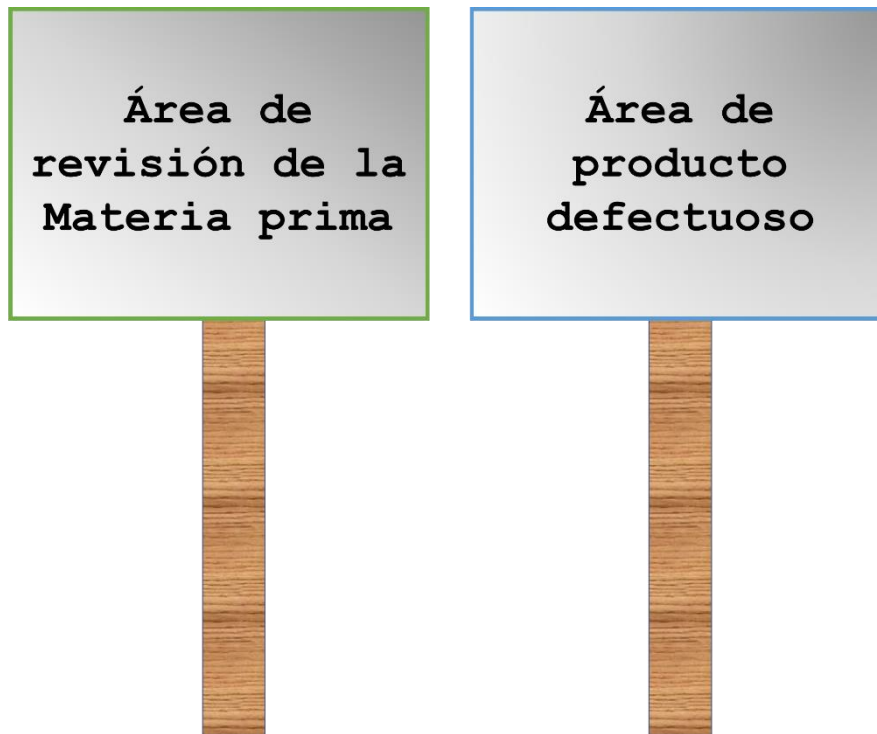 Área de
revisión de la
Materia prima
Área de
producto
defectuoso